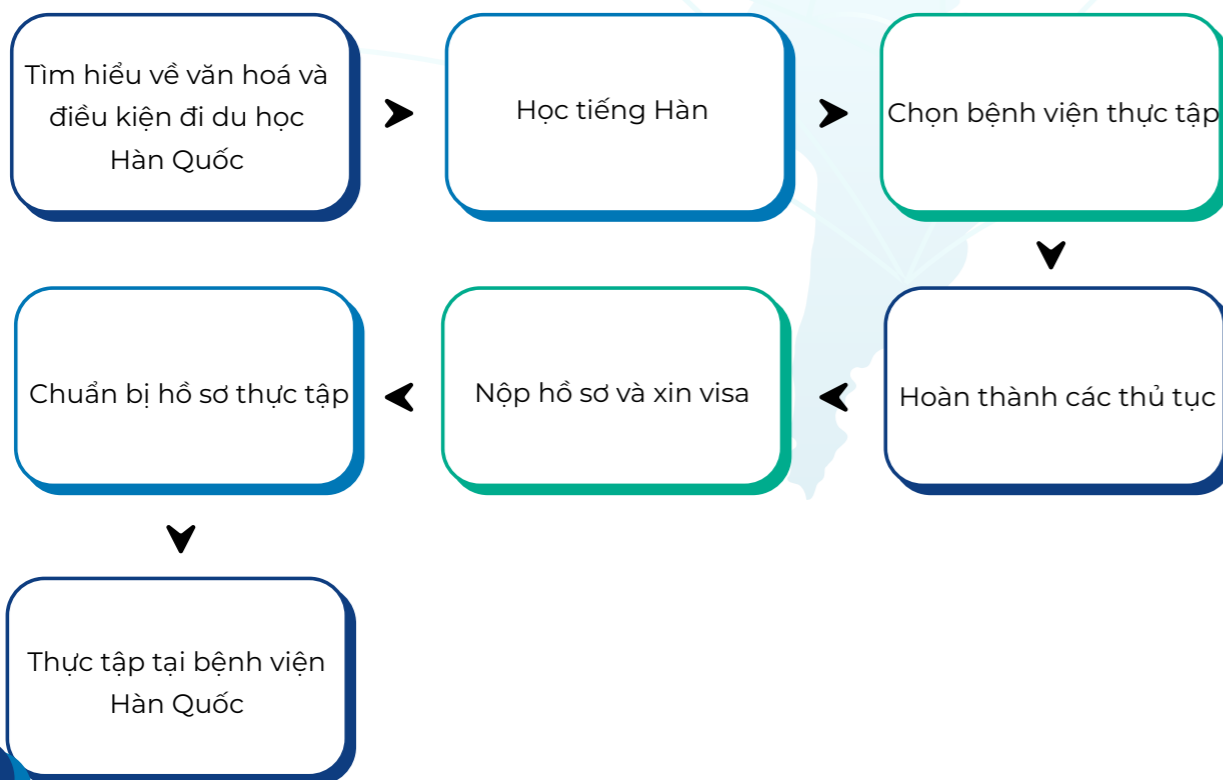 Tìm hiểu về văn hoá và
điều kiện đi du học
Hàn Quốc
Học tiếng Hàn
Chọn bệnh viện thực tập
Hoàn thành các thủ tục
Nộp hồ sơ và xin visa
Chuẩn bị hồ sơ thực tập
Thực tập tại bệnh viện
Hàn Quốc